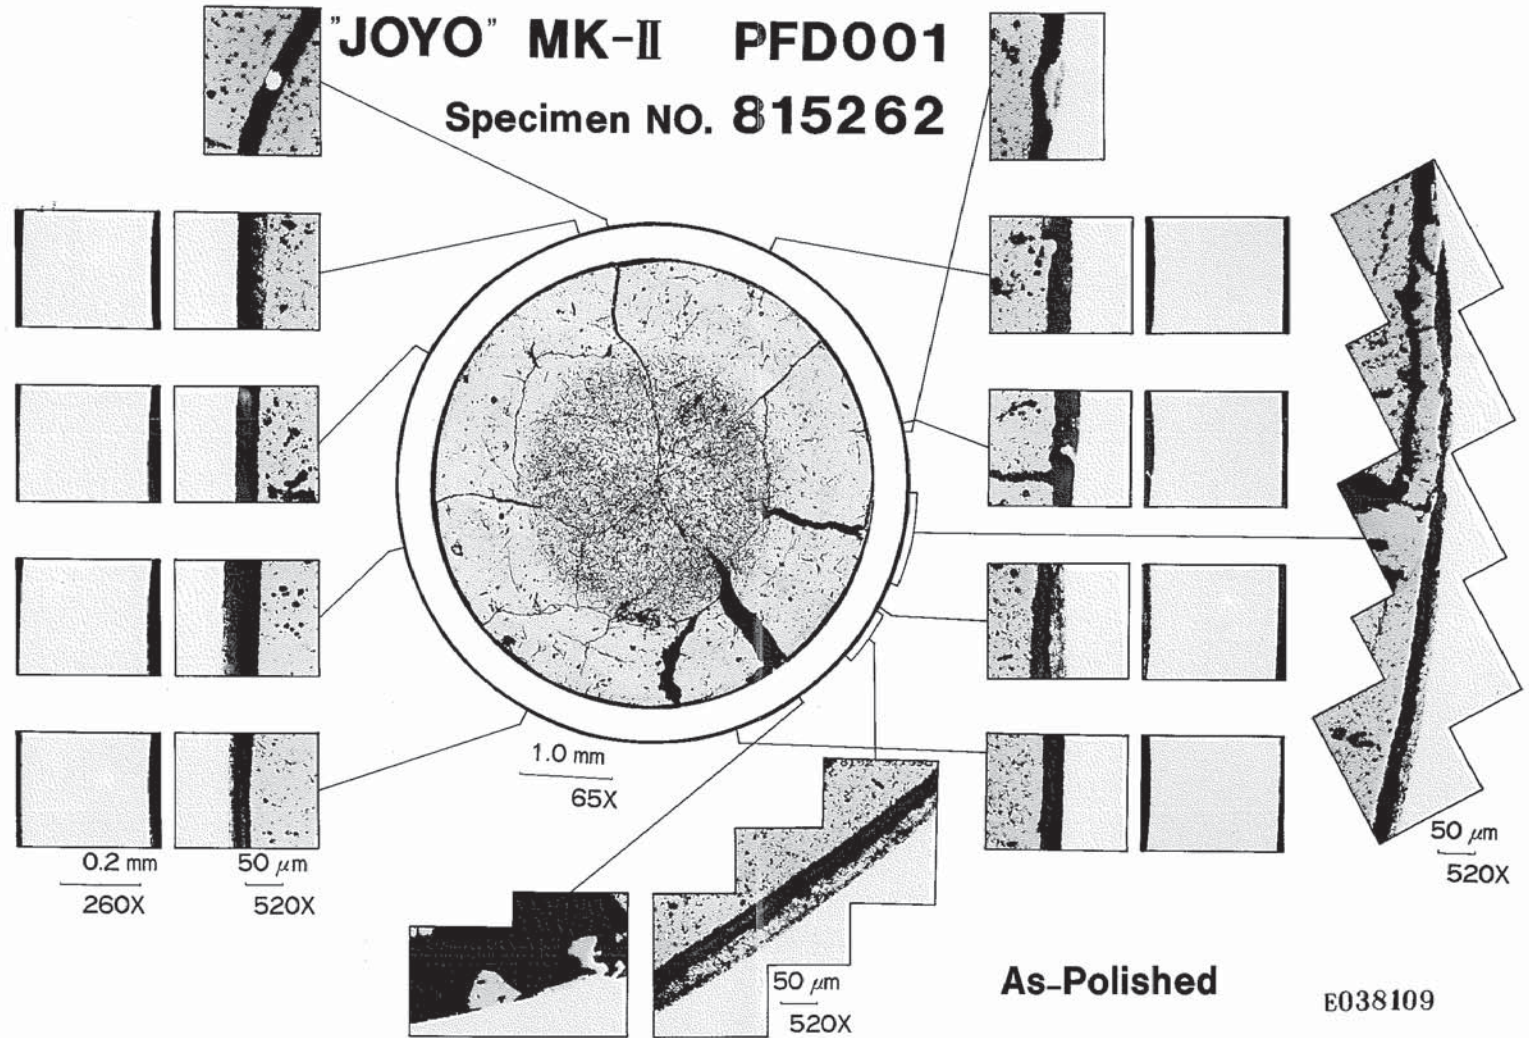 "JOYO" MK-II PFD001
Specimen NO. 815262
1.0 mm
65X
0.2 mm
260X
50 μm
520X
50 μm
520X
50 μm
520X
As-Polished
E038109